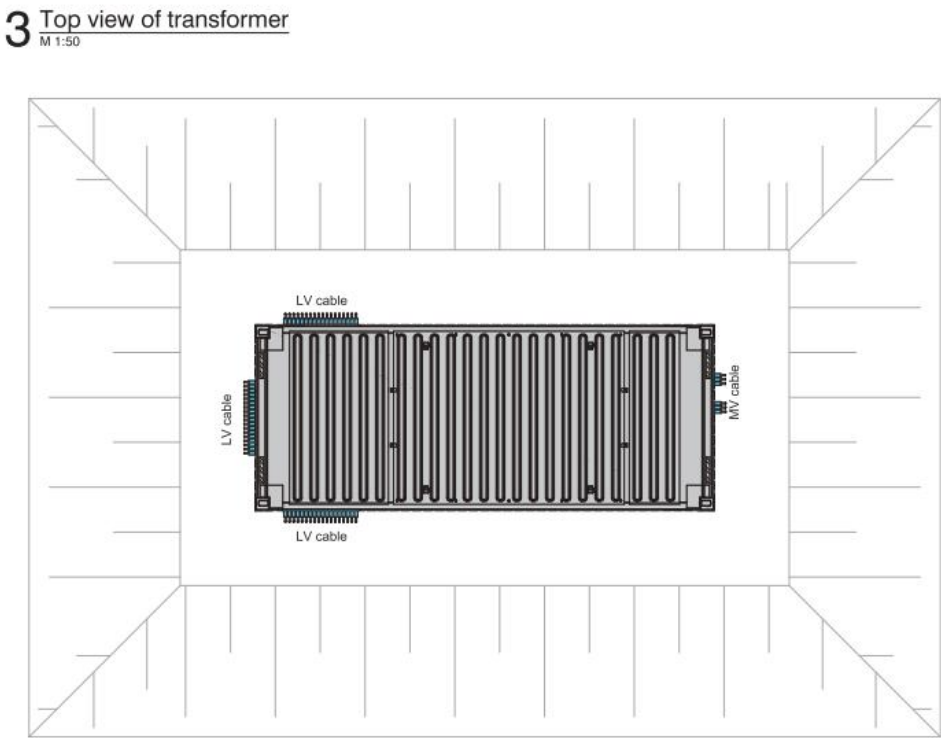 3 Top view of transformer
M 1:50
LV cable
LV cable
MV cable
LV cable